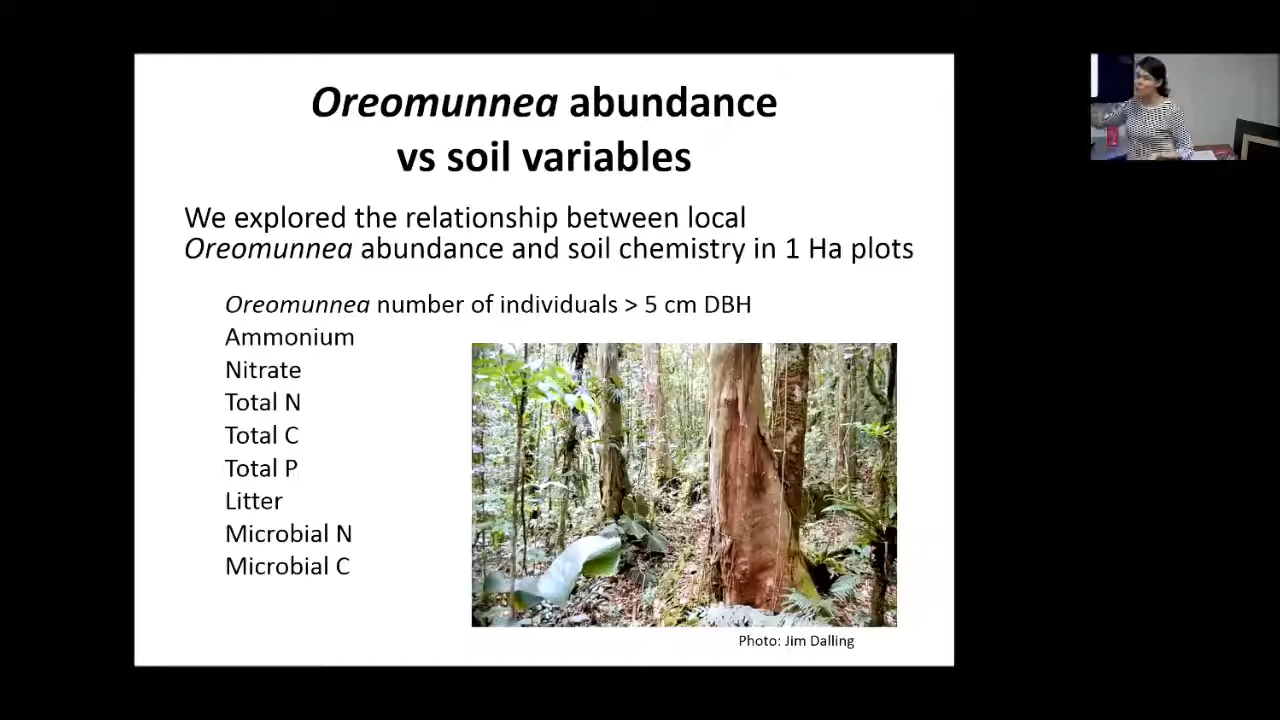 Oreomunnea abundance
vs soil variables
We explored the relationship between local
Oreomunnea abundance and soil chemistry in 1 Ha plots
Oreomunnea number of individuals > 5 cm DBH
Ammonium
Nitrate
Total N
Total C
Total P
Litter
Microbial N
Microbial C
Photo: Jim Dalling